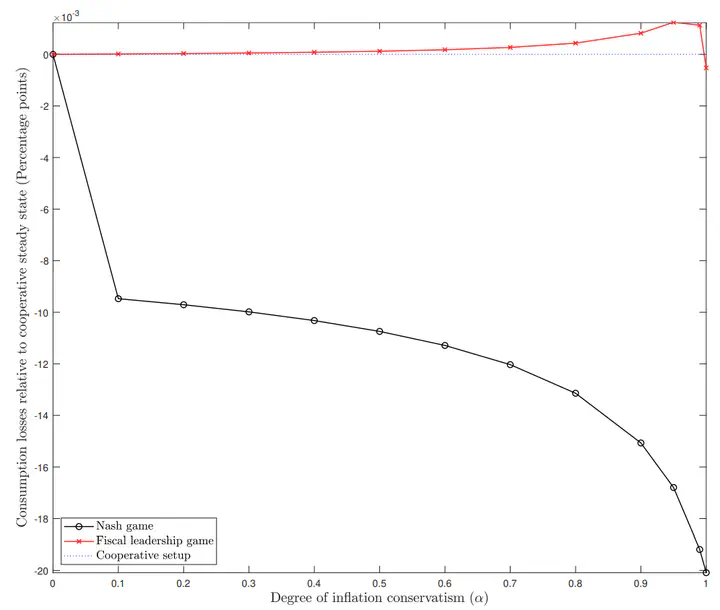 ×10⁻³
Consumption losses relative to cooperative steady state (Percentage points)
0
-2
-4
-6
-8
-10
-12
-14
-16
-18
-20
Nash game
Fiscal leadership game
Cooperative setup
0 0.1 0.2 0.3 0.4 0.5 0.6 0.7 0.8 0.9 1
Degree of inflation conservatism (α)